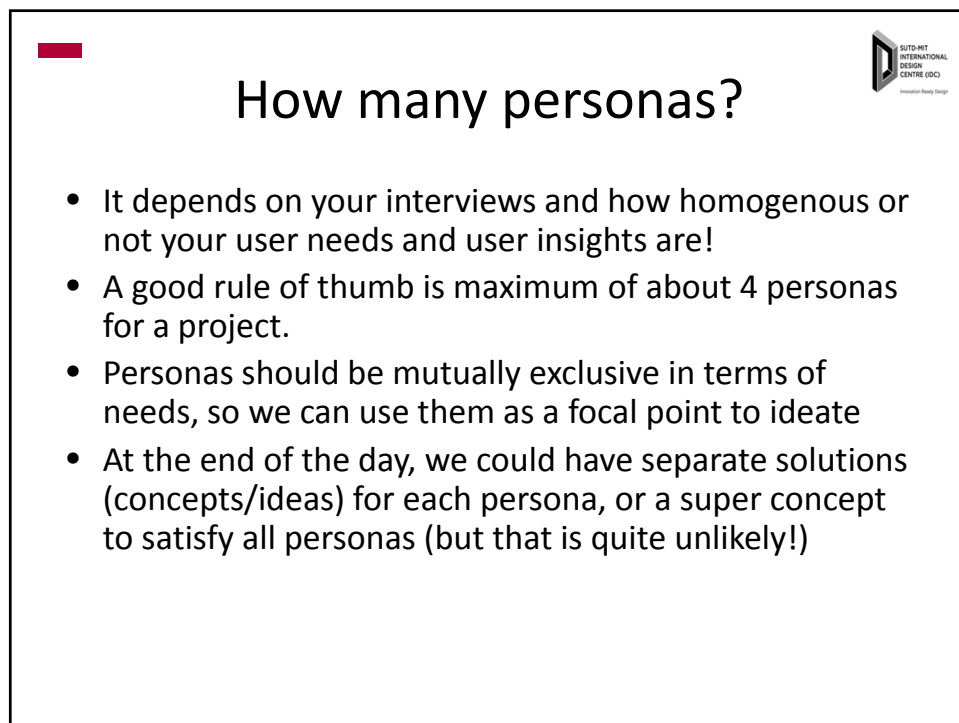 SUTD-MIT
INTERNATIONAL
DESIGN
CENTRE (IDC)
Innovation Ready Design
How many personas?
• It depends on your interviews and how homogenous or
not your user needs and user insights are!
• A good rule of thumb is maximum of about 4 personas
for a project.
• Personas should be mutually exclusive in terms of
needs, so we can use them as a focal point to ideate
• At the end of the day, we could have separate solutions
(concepts/ideas) for each persona, or a super concept
to satisfy all personas (but that is quite unlikely!)